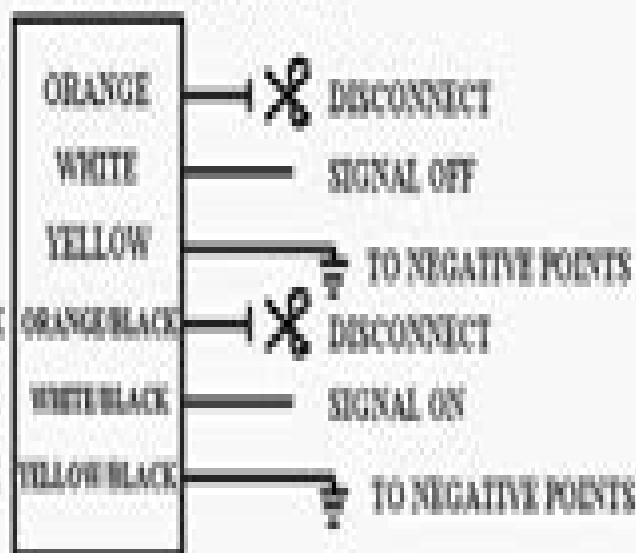 ORANGE DISCONNECT
WHITE SIGNAL OFF
YELLOW TO NEGATIVE POINTS
ORANGE/BLACK DISCONNECT
WHITE/BLACK SIGNAL ON
YELLOW/BLACK TO NEGATIVE POINTS